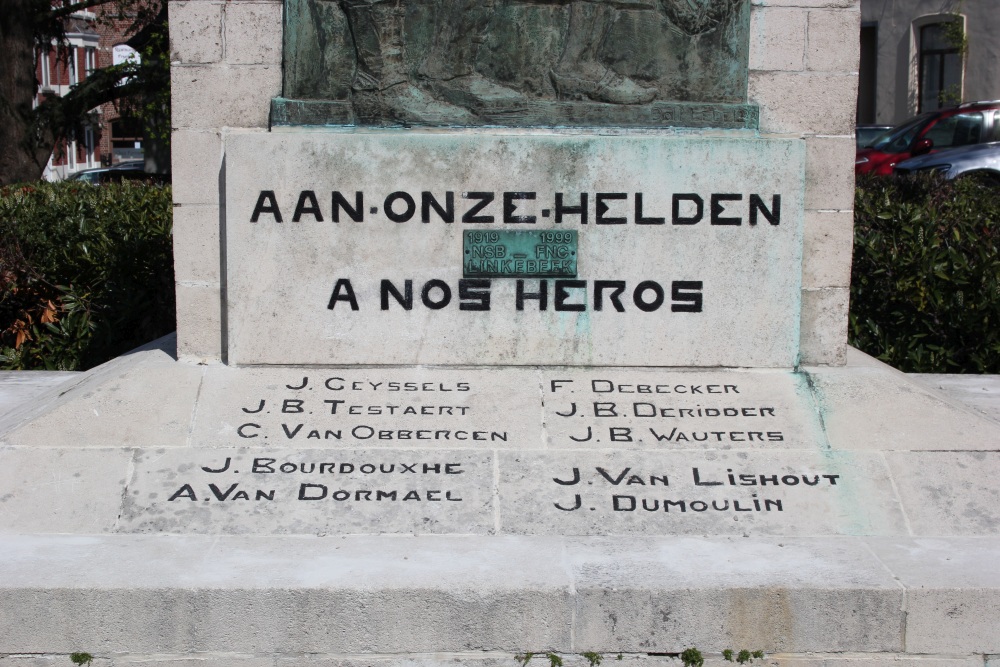 AAN·ONZE·HELDEN
1919 1999
NSB _ FNC
LINKEBEEK
A NOS HEROS
J. GEYSSELS
J.B. TESTAERT
C. VAN OBBERGEN
F. DEBECKER
J.B. DERIDDER
J.B. WAUTERS
J. BOURDOUXHE
A. VAN DORMAEL
J. VAN LISHOUT
J. DUMOULIN